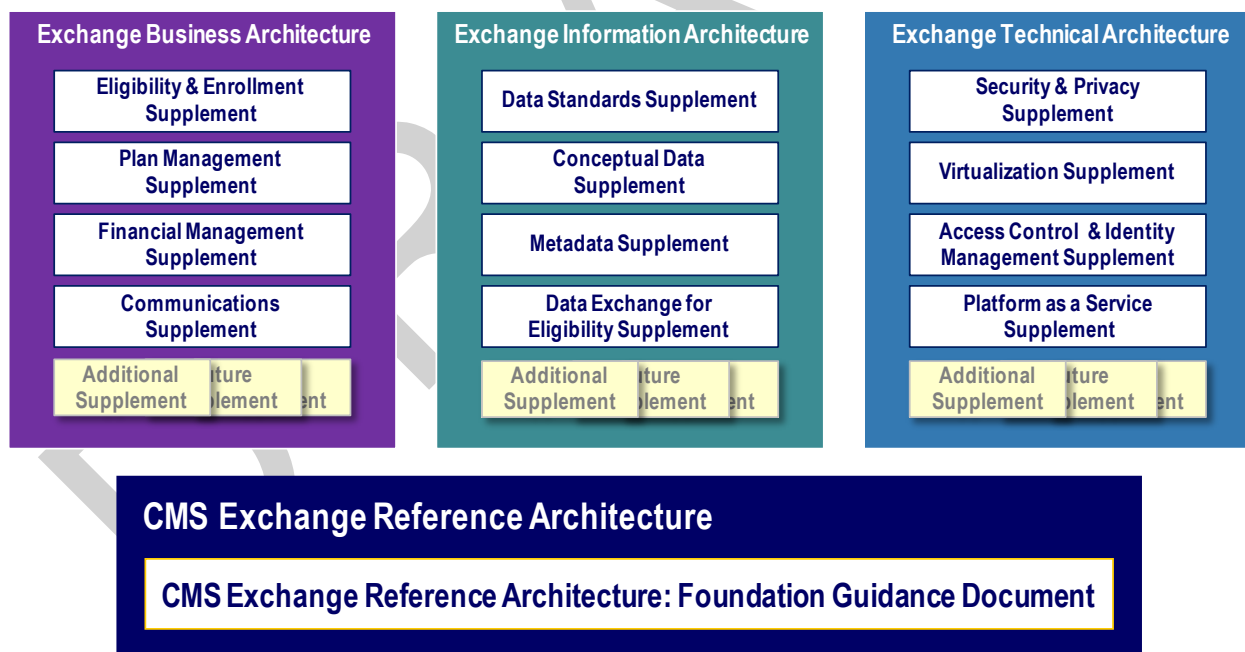 Exchange Business Architecture
Eligibility & Enrollment
Supplement
Plan Management
Supplement
Financial Management
Supplement
Communications
Supplement
Additional
Supplement
Exchange Information Architecture
Data Standards Supplement
Conceptual Data
Supplement
Metadata Supplement
Data Exchange for
Eligibility Supplement
Additional
Supplement
Exchange Technical Architecture
Security & Privacy
Supplement
Virtualization Supplement
Access Control & Identity
Management Supplement
Platform as a Service
Supplement
Additional
Supplement
CMS Exchange Reference Architecture
CMS Exchange Reference Architecture: Foundation Guidance Document